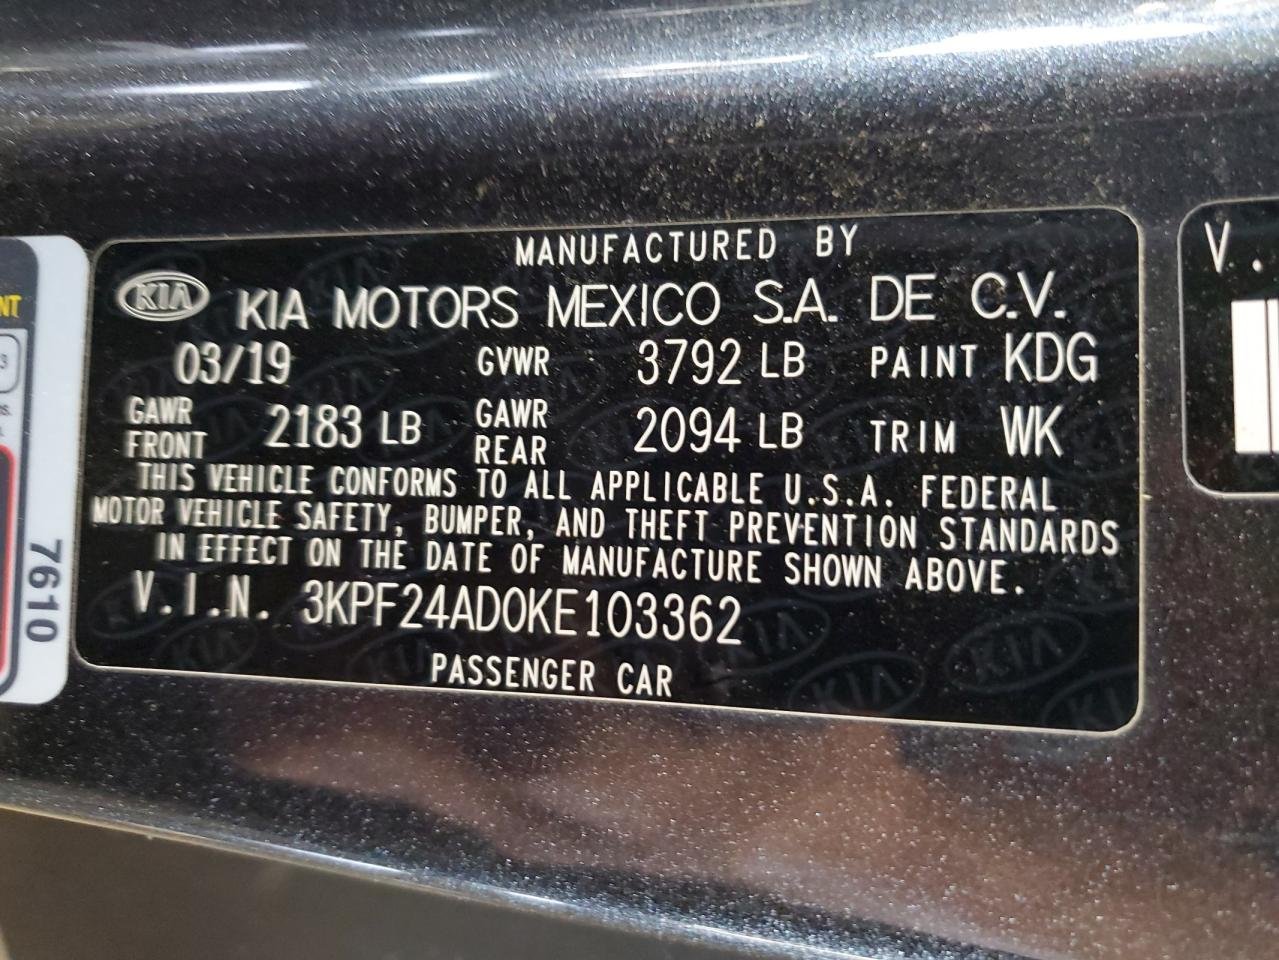 MANUFACTURED BY
KIA KIA MOTORS MEXICO S.A. DE C.V.
03/19 GVWR 3792 LB PAINT KDG
GAWR FRONT 2183 LB GAWR REAR 2094 LB TRIM WK
THIS VEHICLE CONFORMS TO ALL APPLICABLE U.S.A. FEDERAL
MOTOR VEHICLE SAFETY, BUMPER, AND THEFT PREVENTION STANDARDS
IN EFFECT ON THE DATE OF MANUFACTURE SHOWN ABOVE.
V.I.N. 3KPF24AD0KE103362
PASSENGER CAR
7610
V.